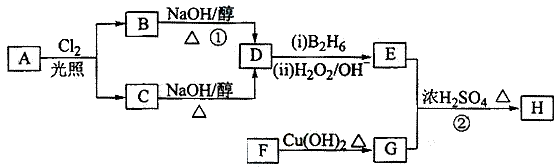 A
Cl₂
光照
B
NaOH/醇
△ ①
C
NaOH/醇
△
D
(i)B₂H₆
(ii)H₂O₂/OH
E
F
Cu(OH)₂ △
G
浓H₂SO₄ △
②
H